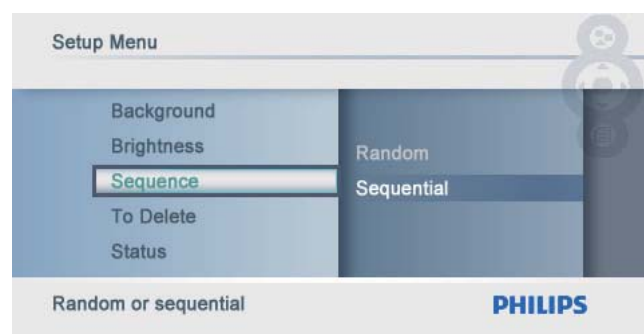 Setup Menu
Background
Brightness
Sequence
To Delete
Status
Random
Sequential
Random or sequential
PHILIPS